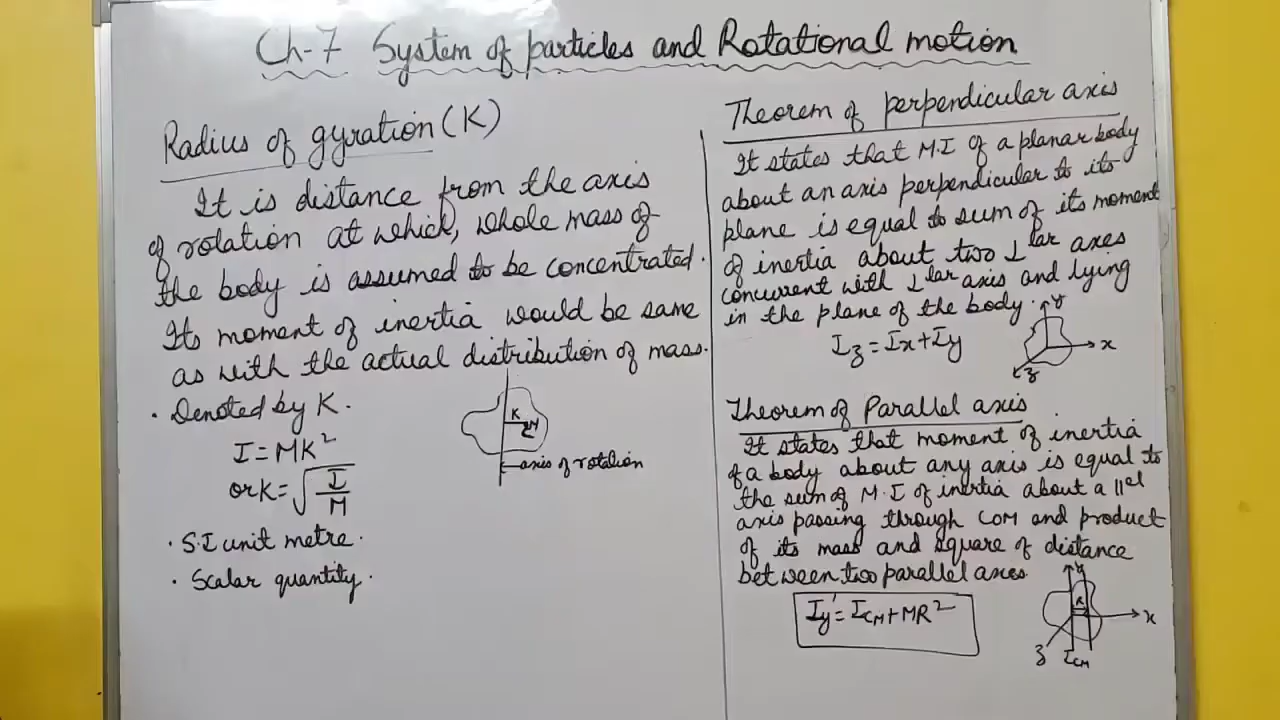 Ch-7 System of particles and Rotational motion
Radius of gyration (K)
It is distance from the axis
of rotation at which, whole mass of
the body is assumed to be concentrated.
Its moment of inertia would be same
as with the actual distribution of mass.
• Denoted by K.
I = MK²
or K = √I/M
K
M
axis of rotation
• S.I unit metre.
• Scalar quantity.
Theorem of perpendicular axis
It states that M.I of a planar body
about an axis perpendicular to its
plane is equal to sum of its moment
of inertia about two ⊥lar axes
concurrent with ⊥lar axis and lying
in the plane of the body.
Iz = Ix + Iy
y
x
z
Theorem of Parallel axis
It states that moment of inertia
of a body about any axis is equal to
the sum of M.I of inertia about a ||el
axis passing through COM and product
of its mass and square of distance
between two parallel axes.
Iy' = ICM + MR²
y
R
x
z
ICM